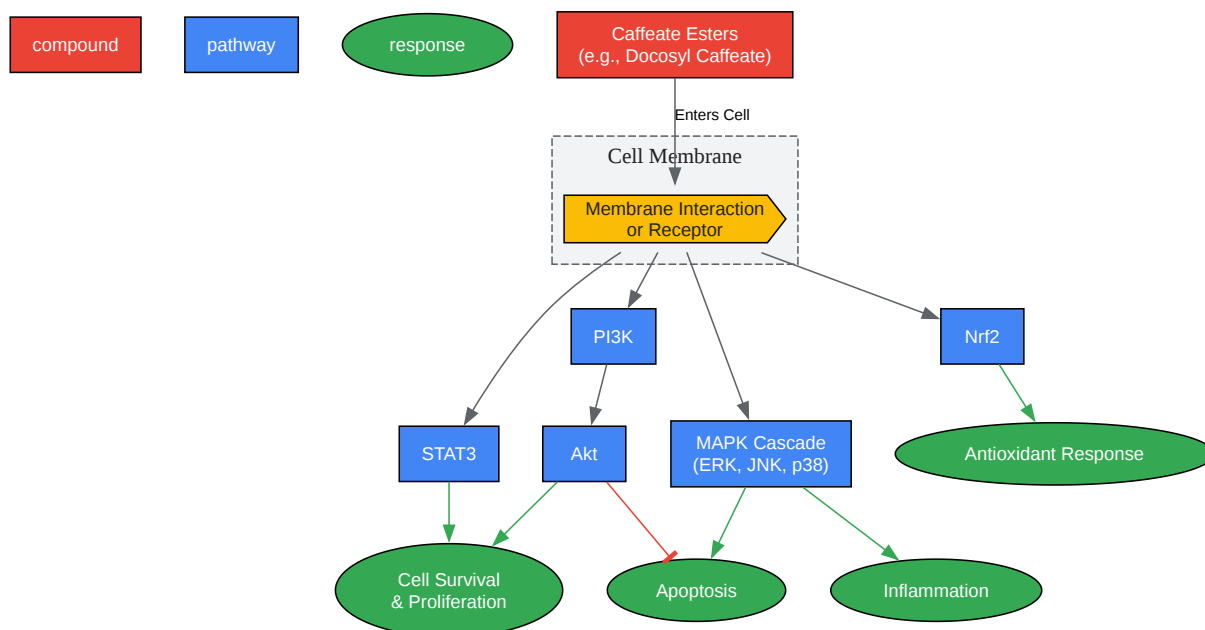 compound
pathway
response
Caffeate Esters
(e.g., Docosyl Caffeate)
Enters Cell
Cell Membrane
Membrane Interaction
or Receptor
PI3K
Nrf2
STAT3
Akt
MAPK Cascade
(ERK, JNK, p38)
Antioxidant Response
Cell Survival
& Proliferation
Apoptosis
Inflammation